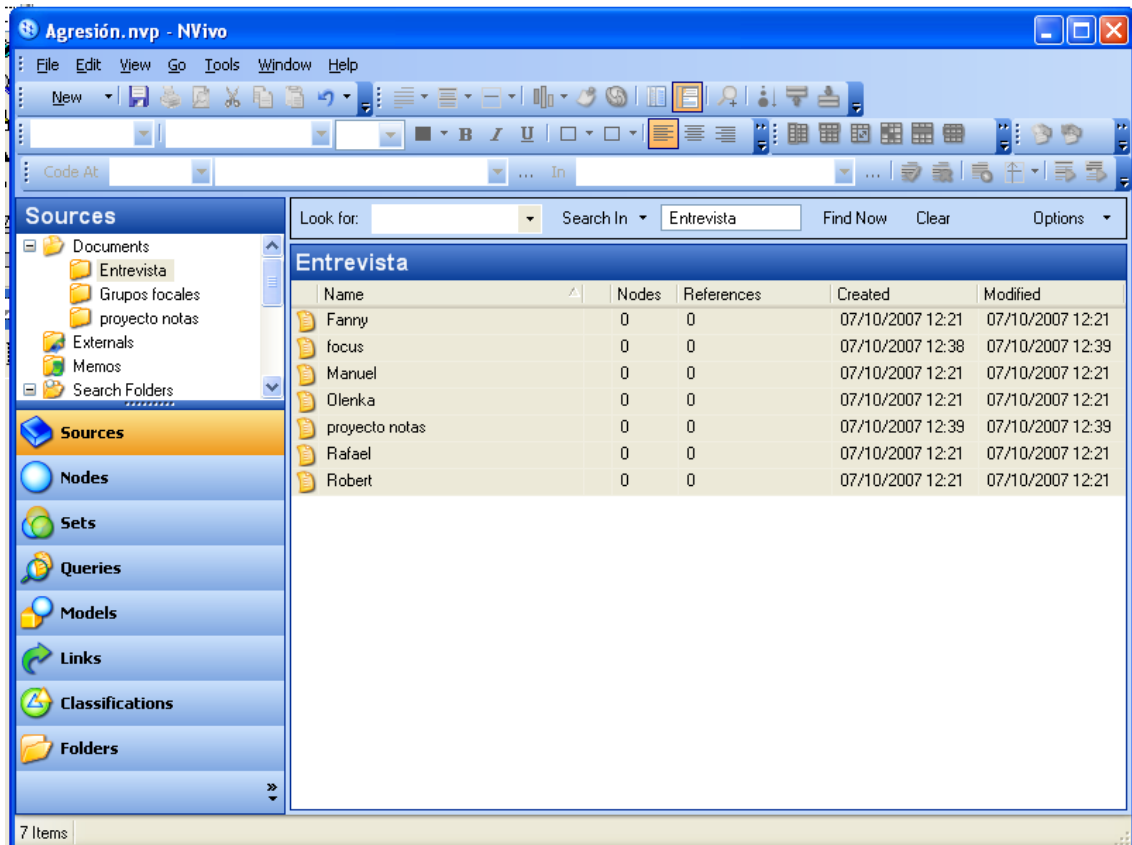 Agresión.nvp - NVivo
File Edit View Go Tools Window Help
New
B I U
Code At ... In ...
Sources
Documents
Entrevista
Grupos focales
proyecto notas
Externals
Memos
Search Folders
Sources
Nodes
Sets
Queries
Models
Links
Classifications
Folders
Look for: Search In Entrevista Find Now Clear Options
Entrevista
Name Nodes References Created Modified
Fanny 0 0 07/10/2007 12:21 07/10/2007 12:21
focus 0 0 07/10/2007 12:38 07/10/2007 12:39
Manuel 0 0 07/10/2007 12:21 07/10/2007 12:21
Olenka 0 0 07/10/2007 12:21 07/10/2007 12:21
proyecto notas 0 0 07/10/2007 12:39 07/10/2007 12:39
Rafael 0 0 07/10/2007 12:21 07/10/2007 12:21
Robert 0 0 07/10/2007 12:21 07/10/2007 12:21
7 Items